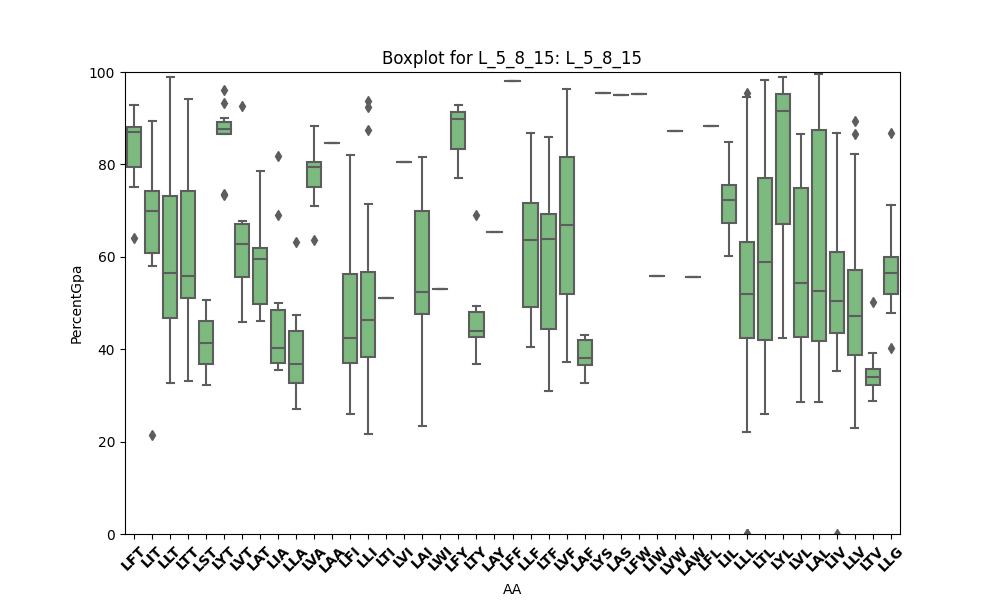 Boxplot for L_5_8_15: L_5_8_15
PercentGpa
100
80
60
40
20
0
LFT LIT LLT LTT LST LYT LVT LAT LIA LLA LVA LAA LFI LLI LTI LVI LAI LWI LFY LTY LAY LFF LLF LTF LVF LAF LYS LAS LFW LIW LVW LAW LFL LIL LLL LTL LYL LVL LAL LIV LLV LTV LLG
AA